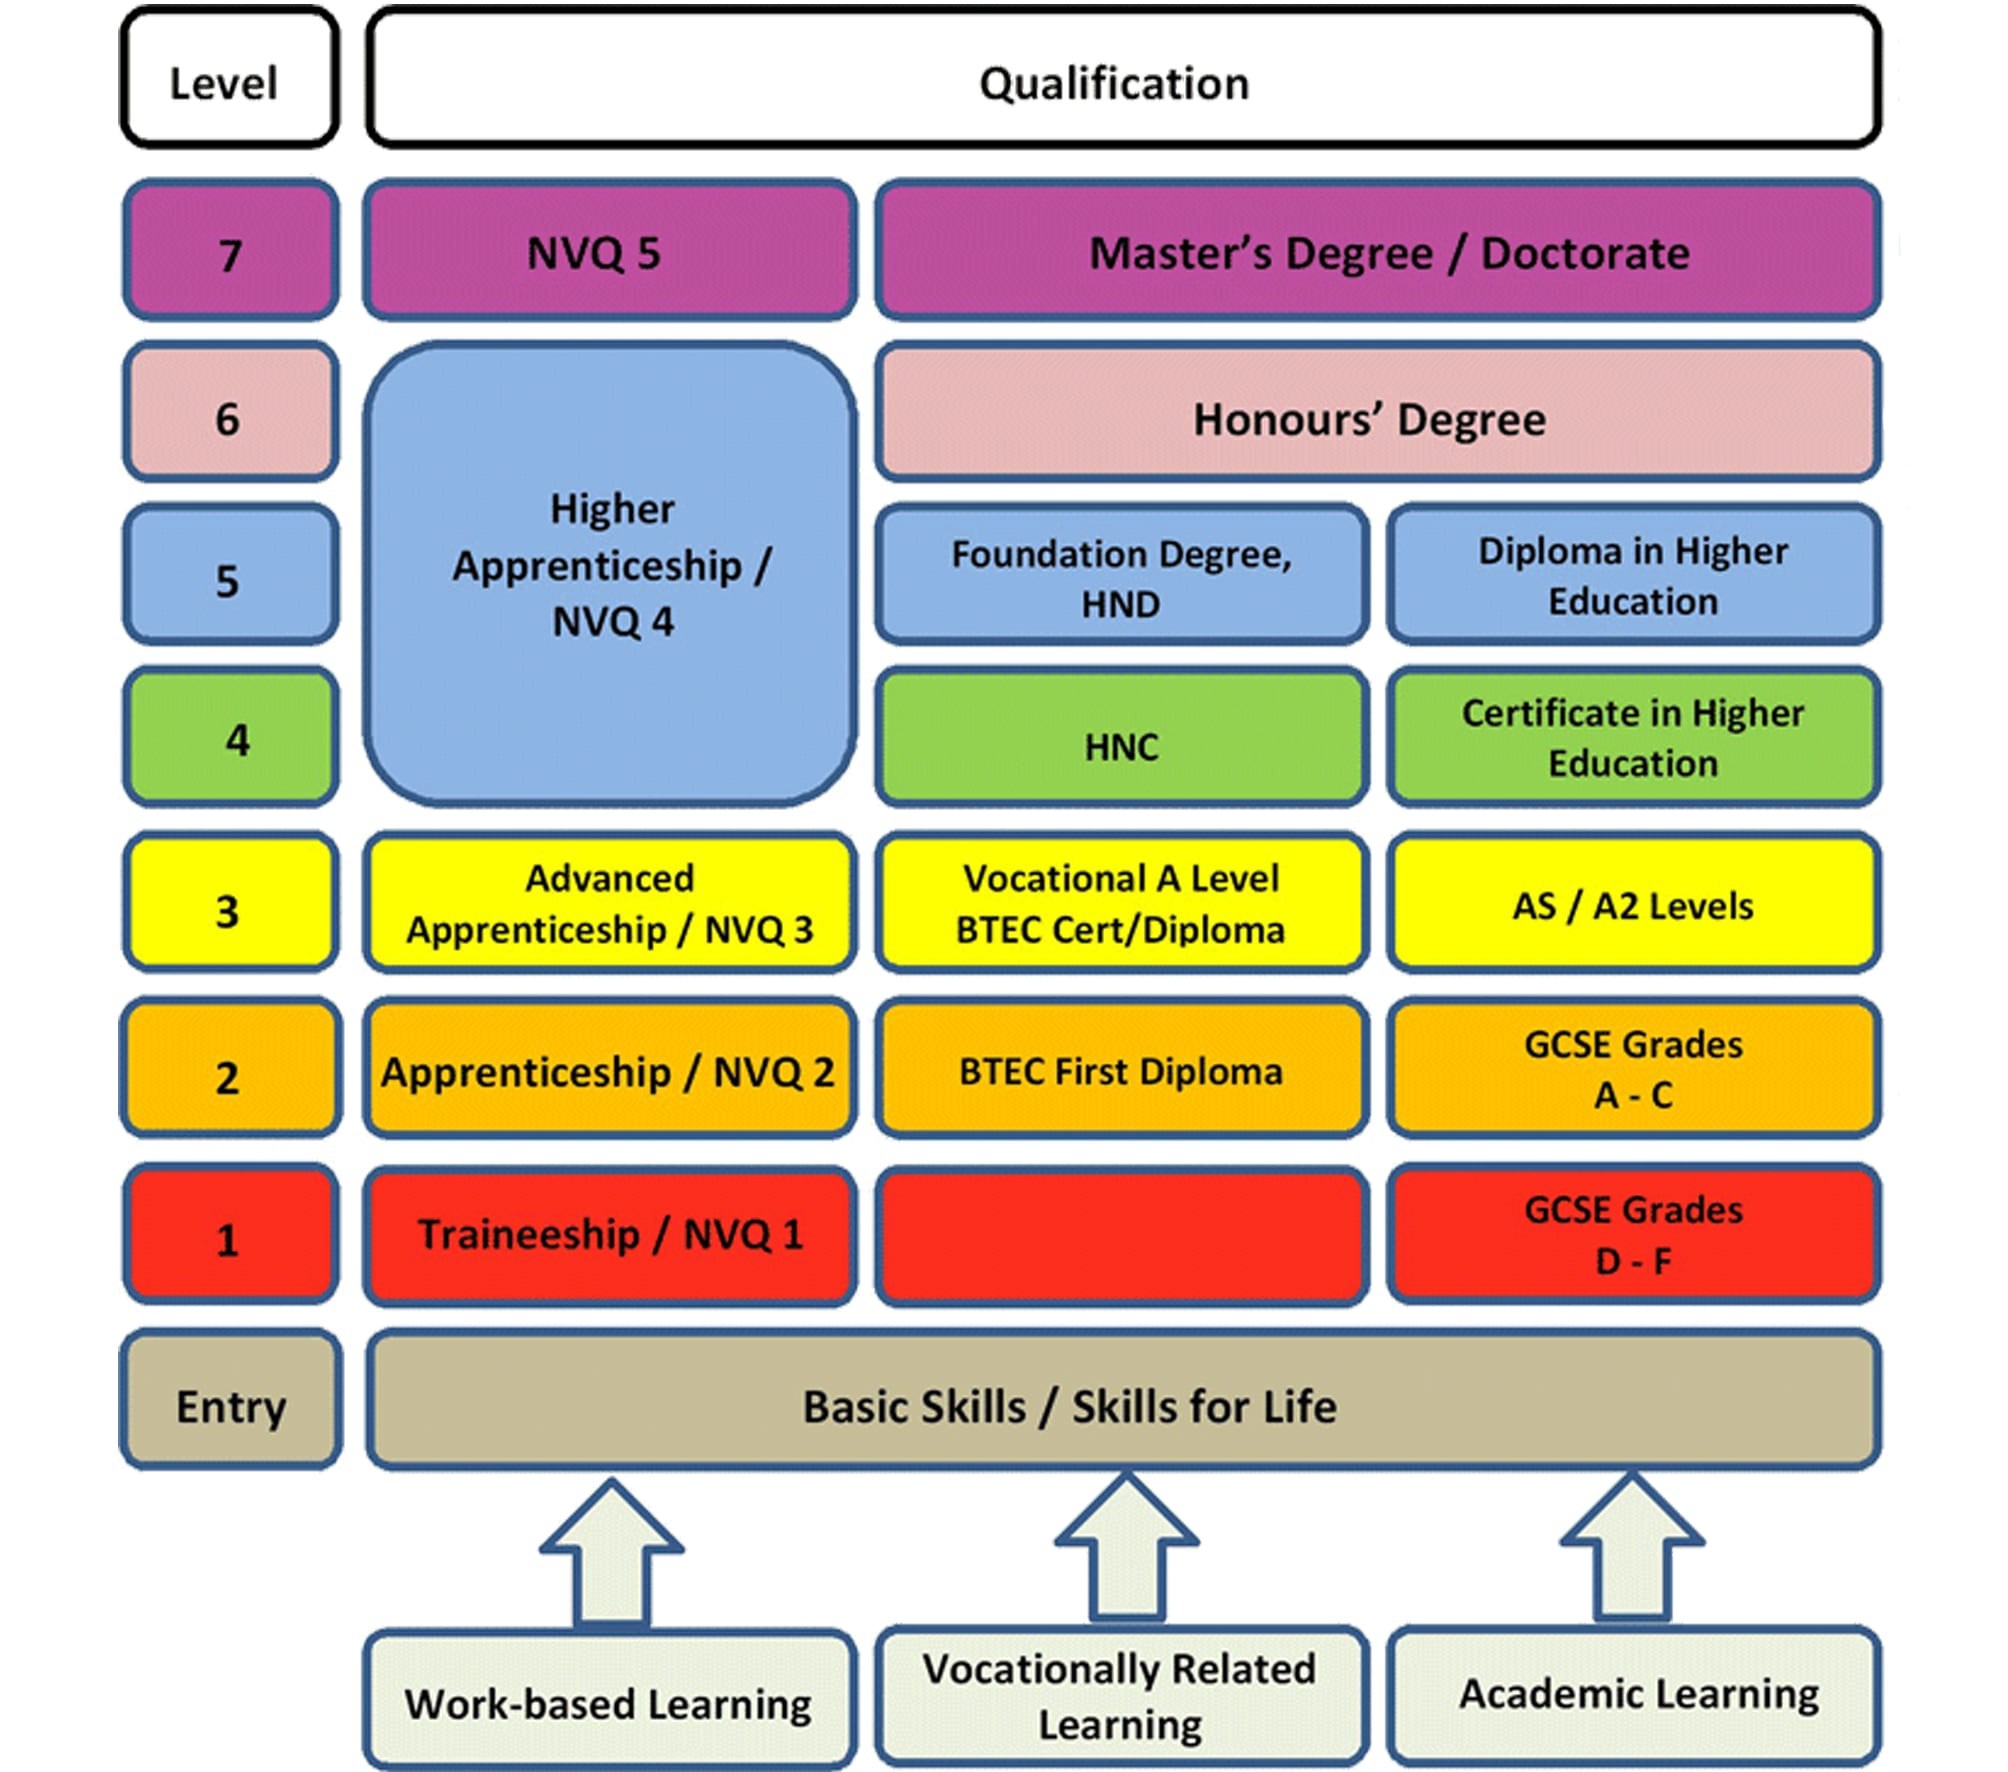 Level
Qualification
7
NVQ 5
Master’s Degree / Doctorate
6
Higher
Apprenticeship /
NVQ 4
Honours’ Degree
5
Foundation Degree,
HND
Diploma in Higher
Education
4
HNC
Certificate in Higher
Education
3
Advanced
Apprenticeship / NVQ 3
Vocational A Level
BTEC Cert/Diploma
AS / A2 Levels
2
Apprenticeship / NVQ 2
BTEC First Diploma
GCSE Grades
A - C
1
Traineeship / NVQ 1
GCSE Grades
D - F
Entry
Basic Skills / Skills for Life
Work-based Learning
Vocationally Related
Learning
Academic Learning